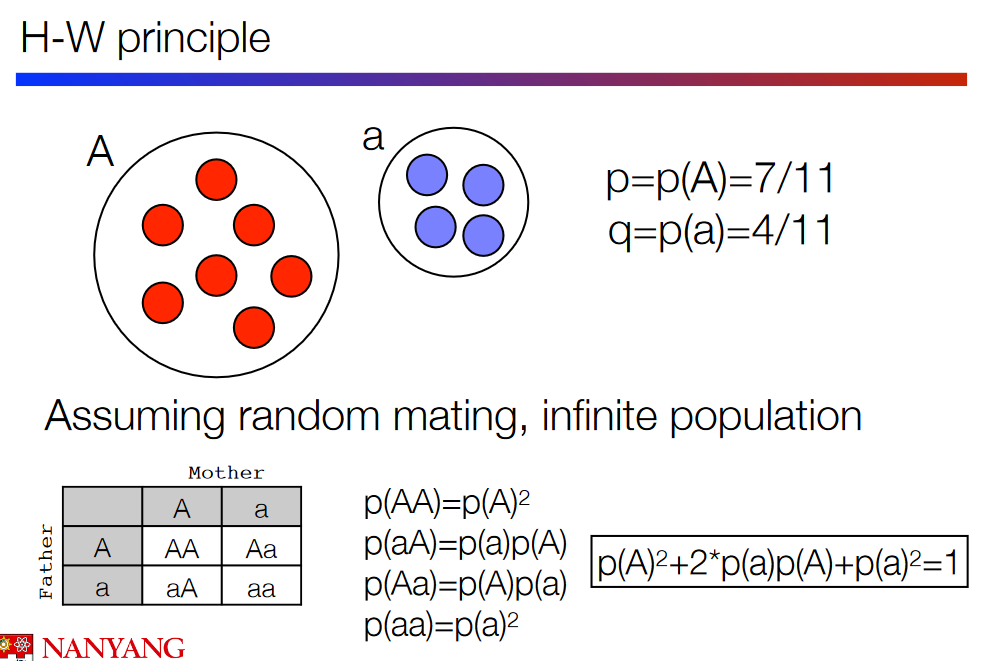 H-W principle
A
a
p=p(A)=7/11
q=p(a)=4/11
Assuming random mating, infinite population
Mother
Father
A a
A AA Aa
a aA aa
p(AA)=p(A)²
p(aA)=p(a)p(A)
p(Aa)=p(A)p(a)
p(aa)=p(a)²
p(A)²+2*p(a)p(A)+p(a)²=1
NANYANG